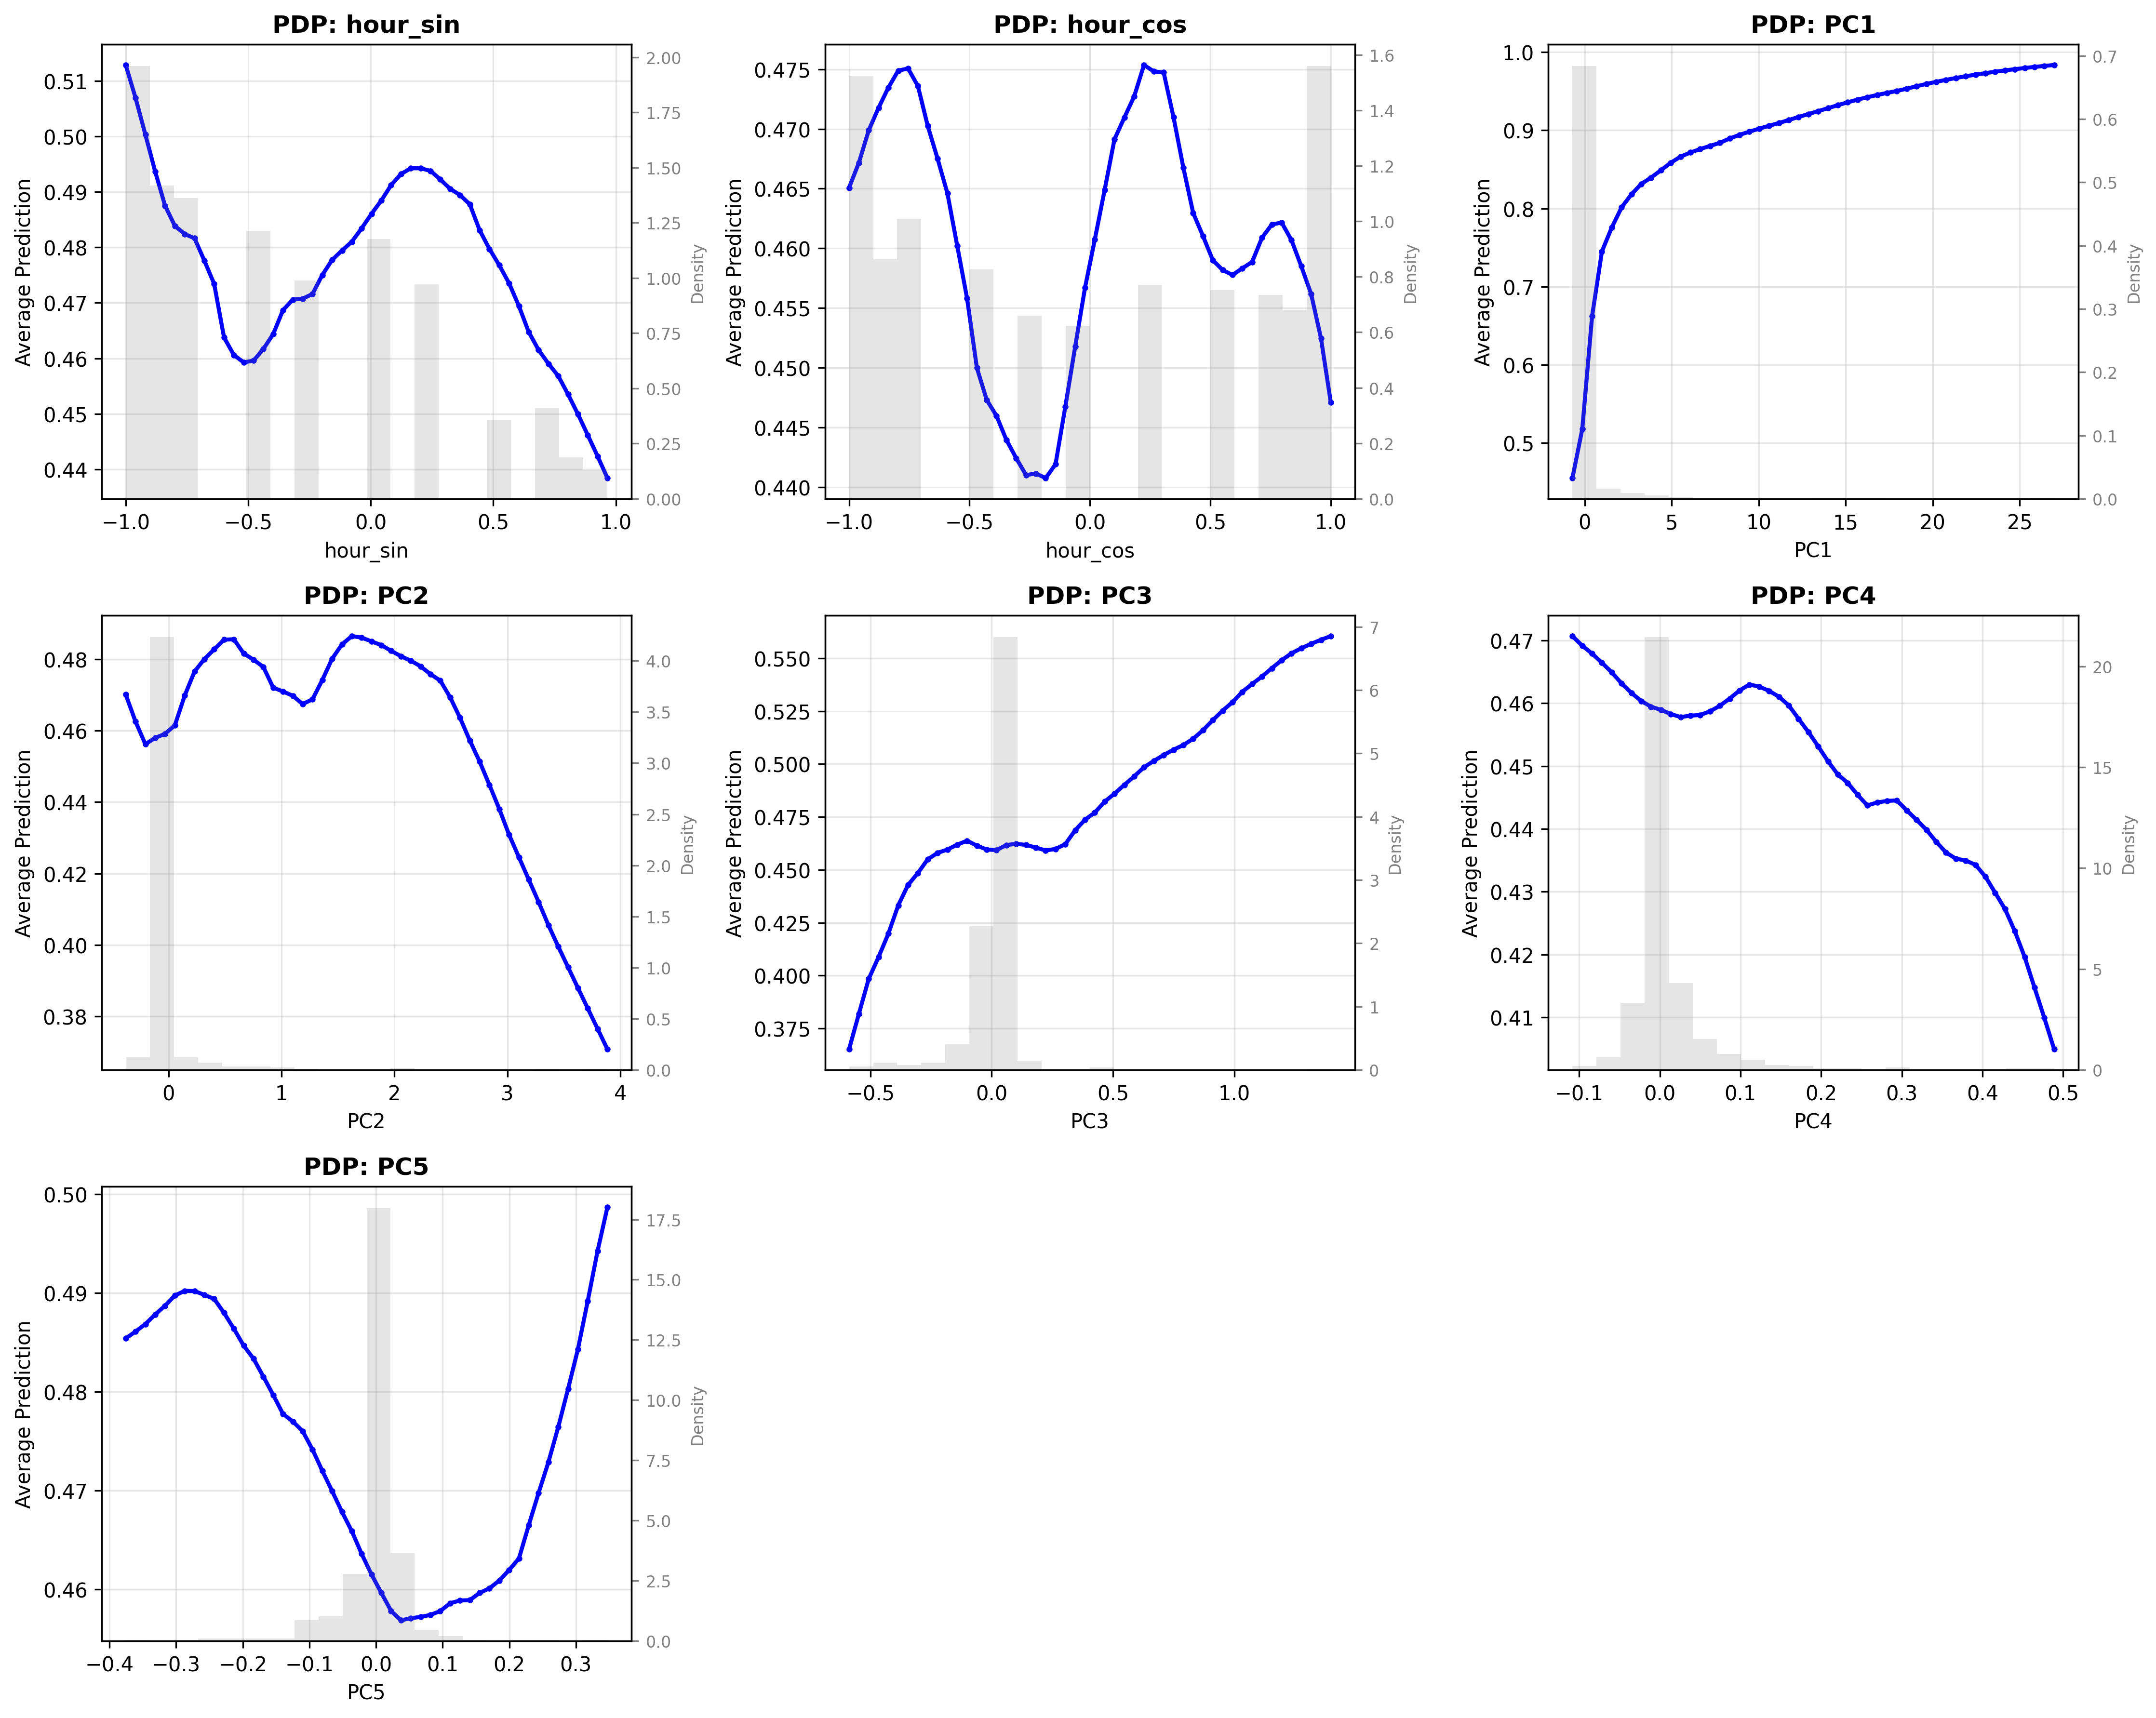 PDP: hour_sin
0.51
0.50
0.49
0.48
0.47
0.46
0.45
0.44
Average Prediction
2.00
1.75
1.50
1.25
1.00
0.75
0.50
0.25
0.00
Density
−1.0 −0.5 0.0 0.5 1.0
hour_sin
PDP: hour_cos
0.475
0.470
0.465
0.460
0.455
0.450
0.445
0.440
Average Prediction
1.6
1.4
1.2
1.0
0.8
0.6
0.4
0.2
0.0
Density
−1.0 −0.5 0.0 0.5 1.0
hour_cos
PDP: PC1
1.0
0.9
0.8
0.7
0.6
0.5
Average Prediction
0.7
0.6
0.5
0.4
0.3
0.2
0.1
0.0
Density
0 5 10 15 20 25
PC1
PDP: PC2
0.48
0.46
0.44
0.42
0.40
0.38
Average Prediction
4.0
3.5
3.0
2.5
2.0
1.5
1.0
0.5
0.0
Density
0 1 2 3 4
PC2
PDP: PC3
0.550
0.525
0.500
0.475
0.450
0.425
0.400
0.375
Average Prediction
7
6
5
4
3
2
1
0
Density
−0.5 0.0 0.5 1.0
PC3
PDP: PC4
0.47
0.46
0.45
0.44
0.43
0.42
0.41
Average Prediction
20
15
10
5
0
Density
−0.1 0.0 0.1 0.2 0.3 0.4 0.5
PC4
PDP: PC5
0.50
0.49
0.48
0.47
0.46
Average Prediction
17.5
15.0
12.5
10.0
7.5
5.0
2.5
0.0
Density
−0.4 −0.3 −0.2 −0.1 0.0 0.1 0.2 0.3
PC5